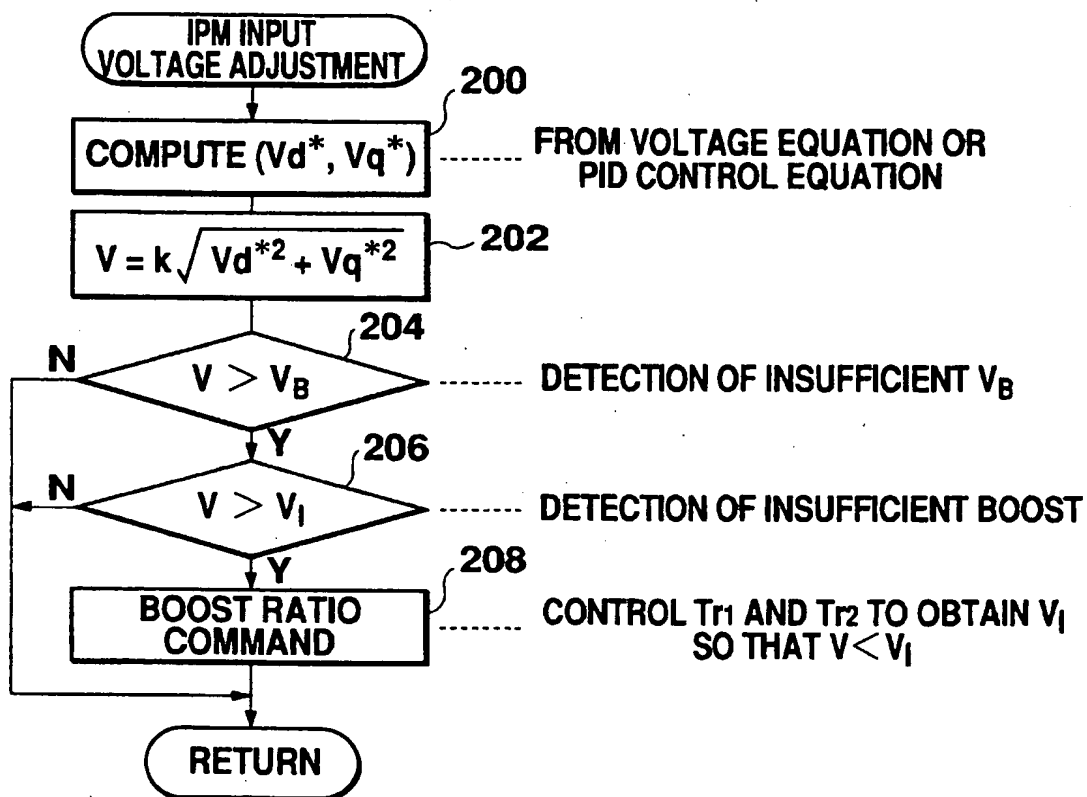 IPM INPUT
VOLTAGE ADJUSTMENT
200
COMPUTE (Vd*, Vq*)
FROM VOLTAGE EQUATION OR
PID CONTROL EQUATION
202
V = k√Vd*² + Vq*²
204
N
V > V_B
DETECTION OF INSUFFICIENT V_B
Y
206
N
V > V_I
DETECTION OF INSUFFICIENT BOOST
Y
208
BOOST RATIO
COMMAND
CONTROL Tr1 AND Tr2 TO OBTAIN V_I
SO THAT V < V_I
RETURN